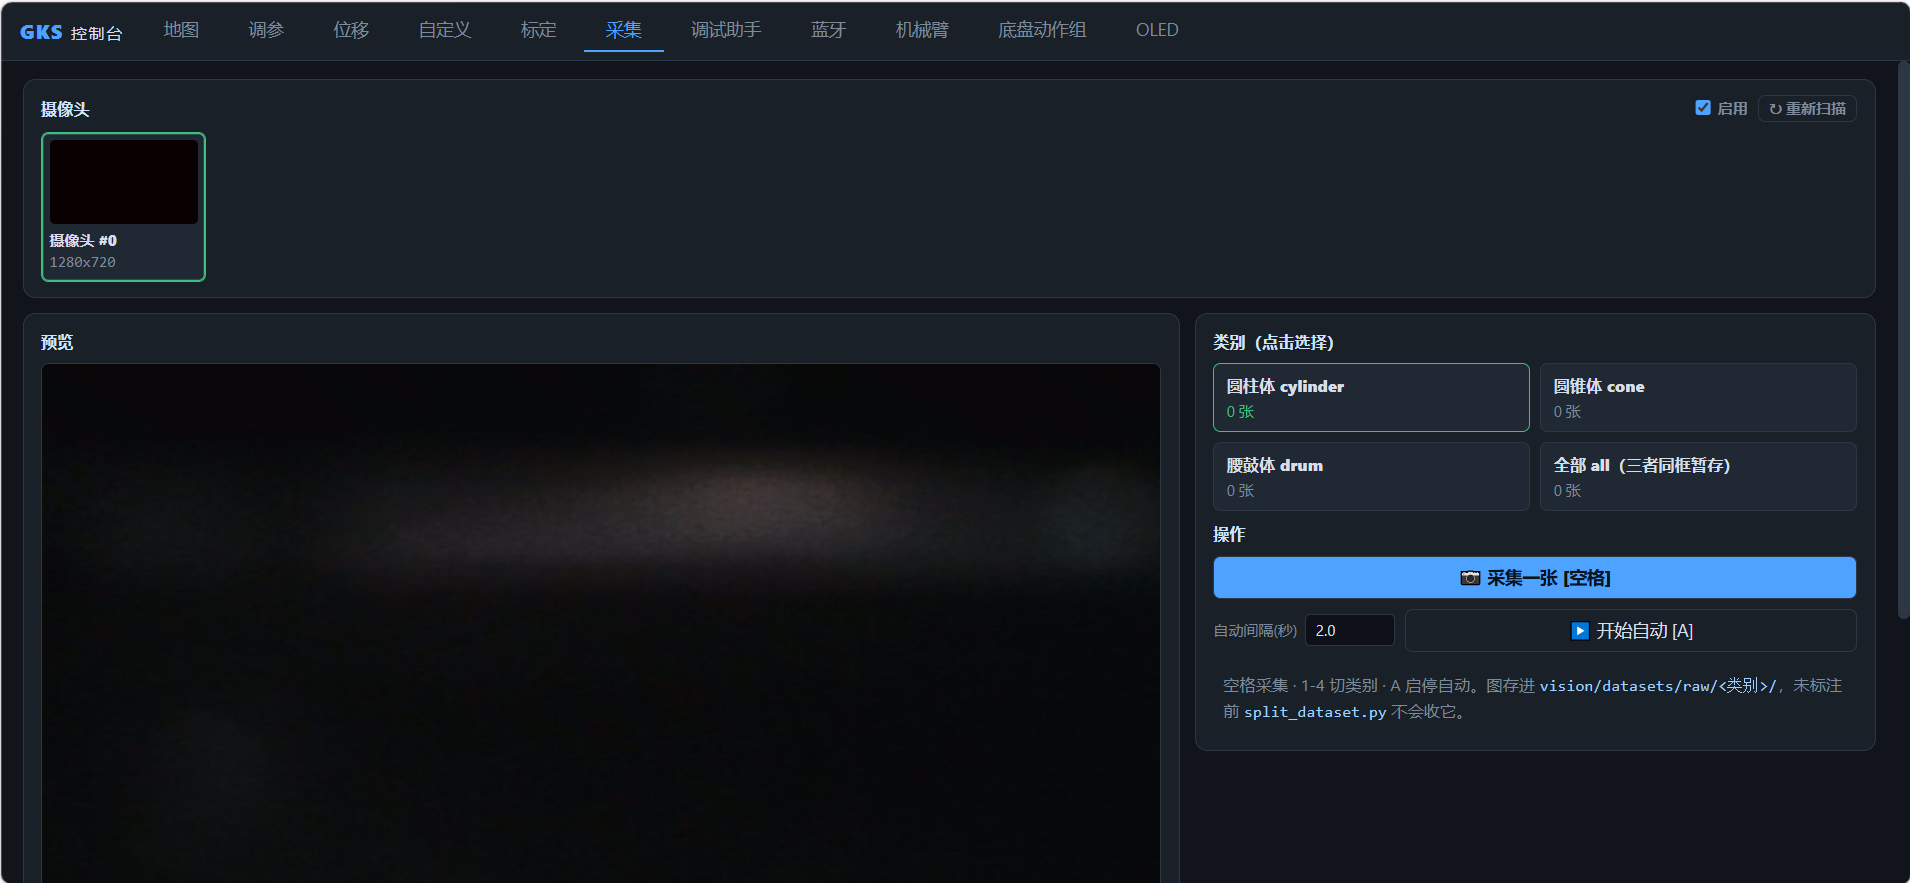 GKS 控制台 地图 调参 位移 自定义 标定 采集 调试助手 蓝牙 机械臂 底盘动作组 OLED
摄像头
启用 ↻ 重新扫描
摄像头 #0
1280x720
预览
类别（点击选择）
圆柱体 cylinder
0 张
圆锥体 cone
0 张
腰鼓体 drum
0 张
全部 all（三者同框暂存）
0 张
操作
📷 采集一张 [空格]
自动间隔(秒) 2.0 ▶ 开始自动 [A]
空格采集 · 1-4 切类别 · A 启停自动。图存进 vision/datasets/raw/<类别>/，未标注
前 split_dataset.py 不会收它。